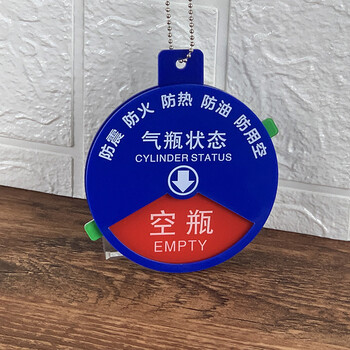 防震 防火 防热 防油 防用空
气瓶状态
CYLINDER STATUS
空瓶
EMPTY